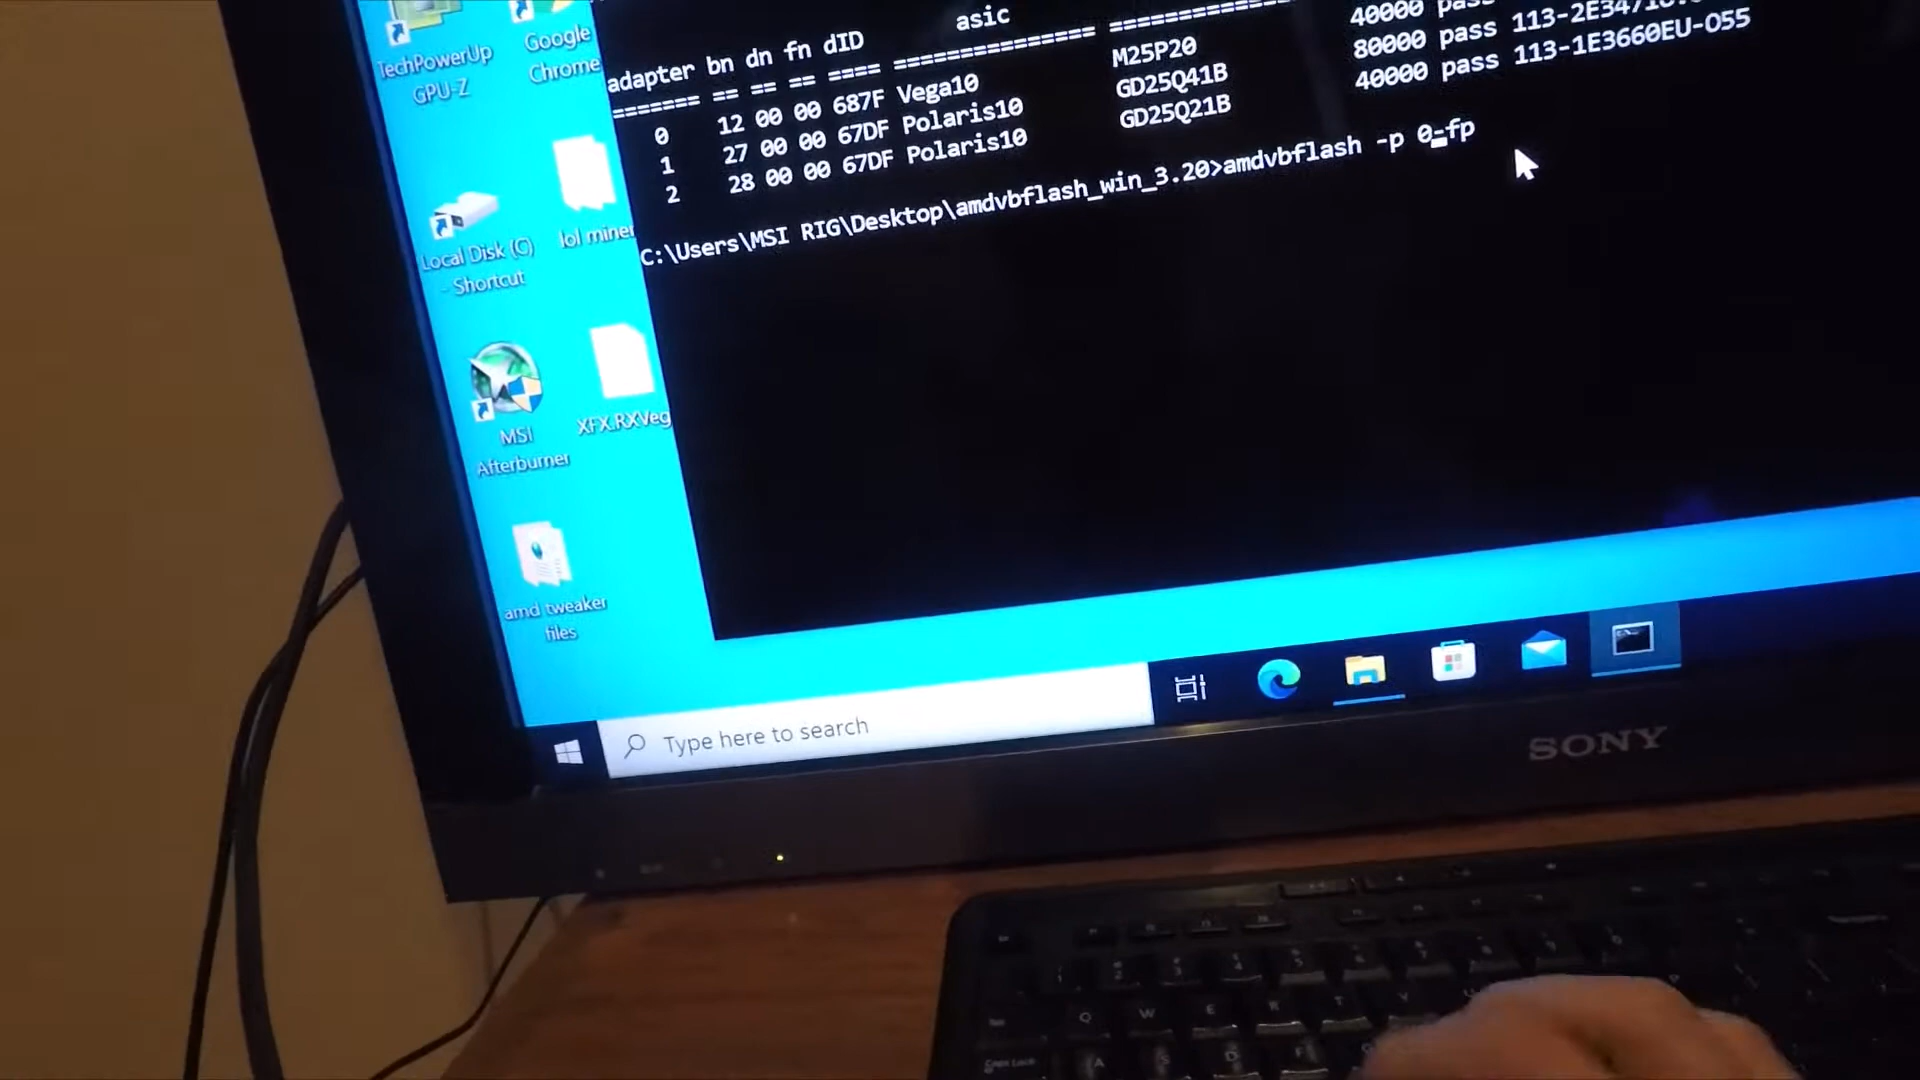 TechPowerUp
GPU-Z
Google
Chrome
Local Disk (C)
- Shortcut
lol miner
MSI
Afterburner
XFX.RXVeg
amd tweaker
files
asic
adapter bn dn fn dID
======= == == == ==== ============== ==============
0 12 00 00 687F Vega10 M25P20 40000
1 27 00 00 67DF Polaris10 GD25Q41B 80000 pass
2 28 00 00 67DF Polaris10 GD25Q21B 40000 pass 113-1E3660EU-O55
C:\Users\MSI RIG\Desktop\amdvbflash_win_3.20>amdvbflash -p 0-fp
Type here to search
SONY
Q W E R T
A S D F